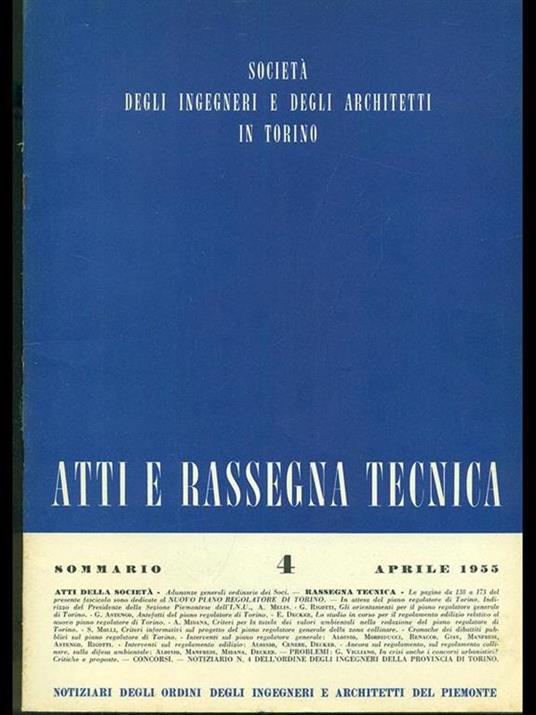 SOCIETÀ
DEGLI INGEGNERI E DEGLI ARCHITETTI
IN TORINO
ATTI E RASSEGNA TECNICA
SOMMARIO 4 APRILE 1955
ATTI DELLA SOCIETÀ - Adunanze generali ordinarie dei Soci. — RASSEGNA TECNICA - Le pagine da 135 a 173 del
presente fascicolo sono dedicate al NUOVO PIANO REGOLATORE DI TORINO. — In attesa del piano regolatore di Torino, Indi-
rizzo del Presidente della Sezione Piemontese dell'I.N.U., A. MELIS. - G. RIGOTTI, Gli orientamenti per il piano regolatore generale
di Torino. - G. ASTENGO, Antefatti del piano regolatore di Torino. - E. DECKER, Lo studio in corso per il regolamento edilizio relativo al
nuovo piano regolatore di Torino. - A. MIDANA, Criteri per la tutela dei valori ambientali nella redazione del piano regolatore di
Torino. - S. MOLLI, Criteri informativi sul progetto del piano regolatore generale della zona collinare. - Cronache dei dibattiti pub-
blici sul piano regolatore di Torino. - Interventi sul piano regolatore generale: ALOISIO, MORBIDUCCI, RENACCO, GIAY, MANFREDI,
ASTENGO, RIGOTTI. - Interventi sul regolamento edilizio: ALOISIO, CENERE, DECKER. - Ancora sul regolamento, sul regolamento colli-
nare, sulla difesa ambientale: ALOISIO, MANFREDI, MIDANA, DECKER. — PROBLEMI: G. VIGLIANO, In crisi anche i concorsi urbanistici?
Critiche e proposte. — CONCORSI. — NOTIZIARIO N. 4 DELL'ORDINE DEGLI INGEGNERI DELLA PROVINCIA DI TORINO.
NOTIZIARI DEGLI ORDINI DEGLI INGEGNERI E ARCHITETTI DEL PIEMONTE